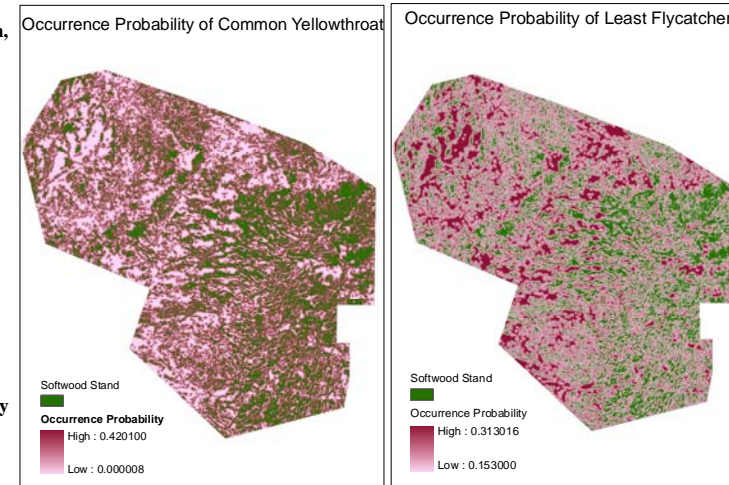 Occurrence Probability of Common Yellowthroat
Softwood Stand
Occurrence Probability
High : 0.420100
Low : 0.000008
Occurrence Probability of Least Flycatcher
Softwood Stand
Occurrence Probability
High : 0.313016
Low : 0.153000